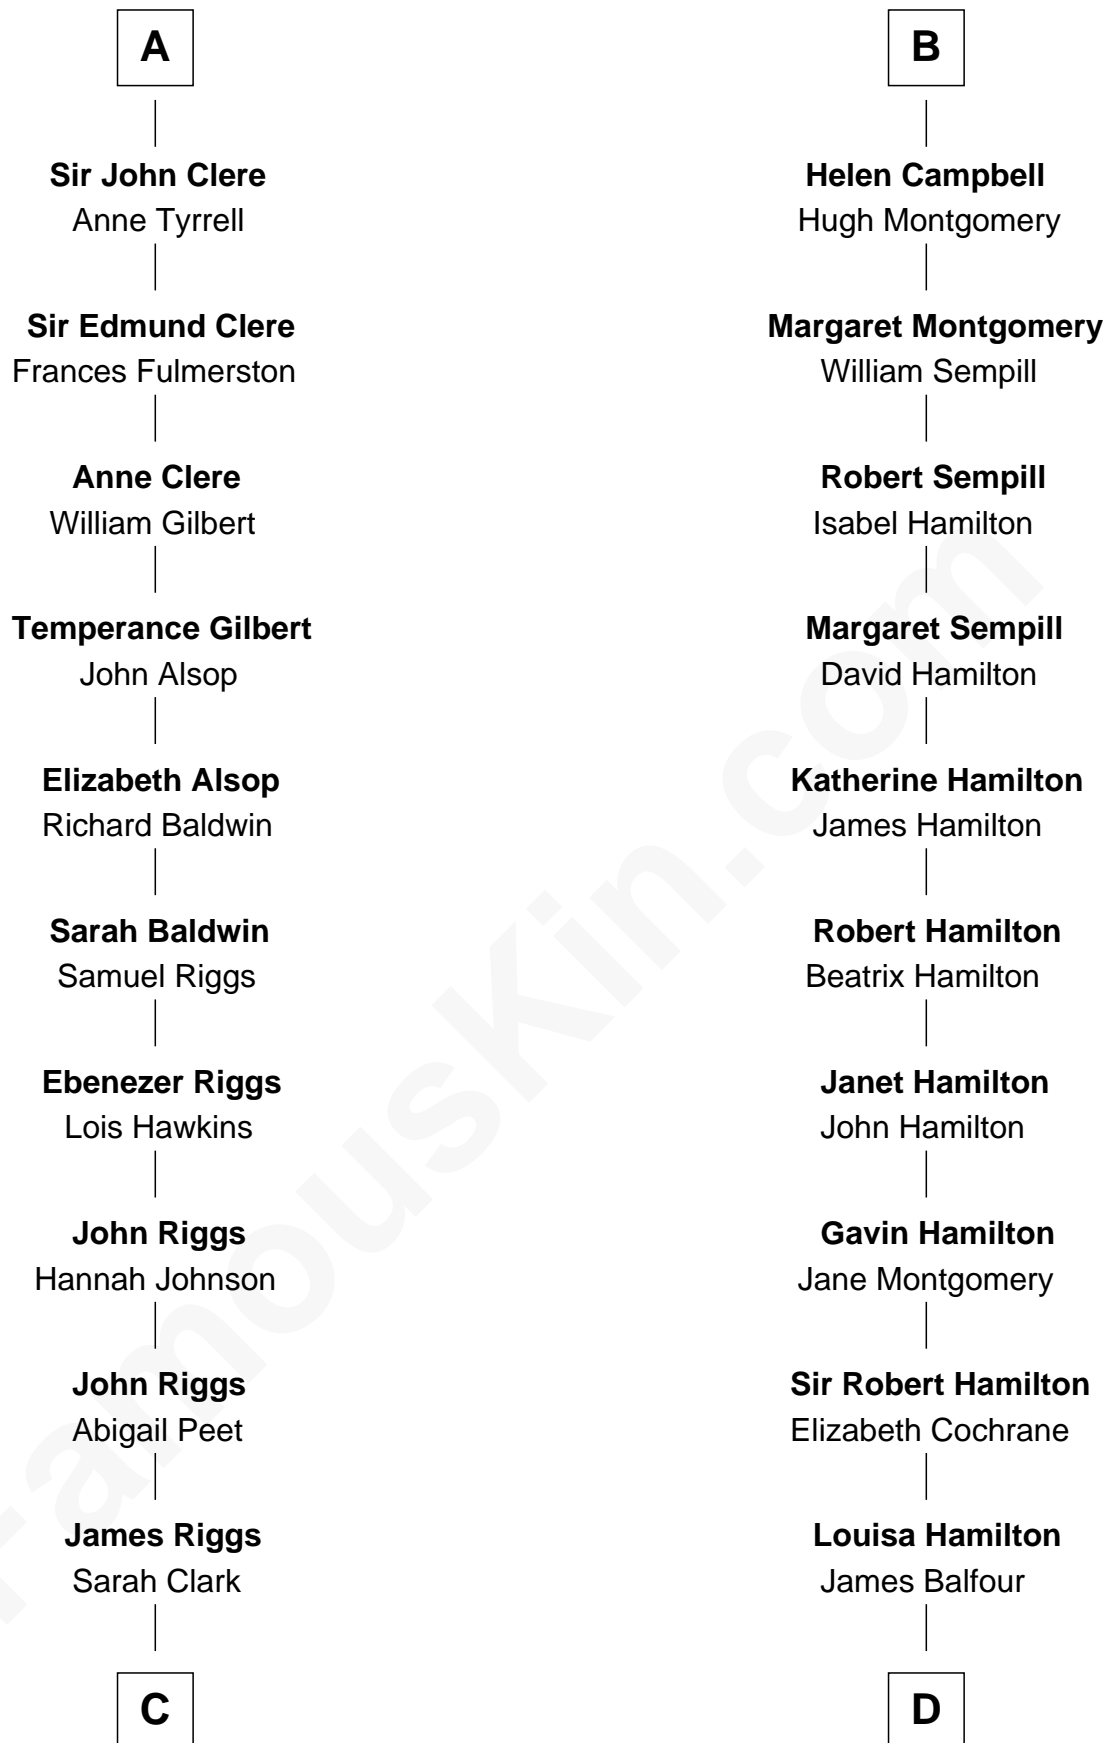 A
Sir John Clere
Anne Tyrrell
Sir Edmund Clere
Frances Fulmerston
Anne Clere
William Gilbert
Temperance Gilbert
John Alsop
Elizabeth Alsop
Richard Baldwin
Sarah Baldwin
Samuel Riggs
Ebenezer Riggs
Lois Hawkins
John Riggs
Hannah Johnson
John Riggs
Abigail Peet
James Riggs
Sarah Clark
C
B
Helen Campbell
Hugh Montgomery
Margaret Montgomery
William Sempill
Robert Sempill
Isabel Hamilton
Margaret Sempill
David Hamilton
Katherine Hamilton
James Hamilton
Robert Hamilton
Beatrix Hamilton
Janet Hamilton
John Hamilton
Gavin Hamilton
Jane Montgomery
Sir Robert Hamilton
Elizabeth Cochrane
Louisa Hamilton
James Balfour
D
FamousKin.com